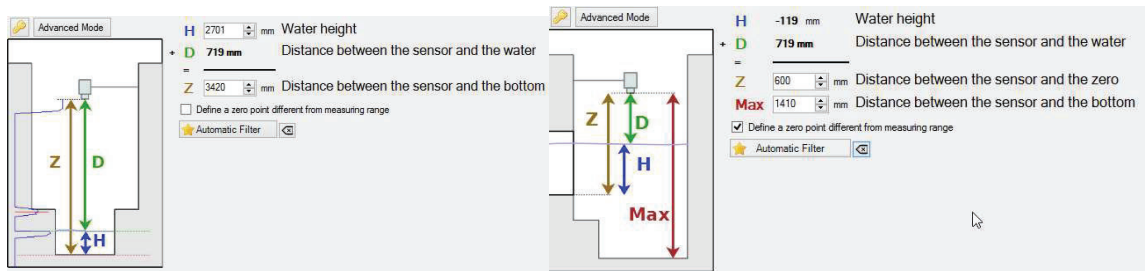 Advanced Mode
H 2701 mm Water height
+ D 719 mm Distance between the sensor and the water
=
Z 3420 mm Distance between the sensor and the bottom
Define a zero point different from measuring range
Automatic Filter
Z D
H
Advanced Mode
H -119 mm Water height
+ D 719 mm Distance between the sensor and the water
=
Z 600 mm Distance between the sensor and the zero
Max 1410 mm Distance between the sensor and the bottom
Define a zero point different from measuring range
Automatic Filter
Z D
H
Max